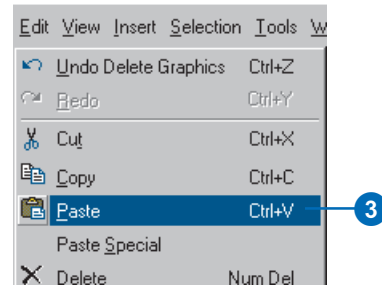 Edit View Insert Selection Tools W
Undo Delete Graphics Ctrl+Z
Redo Ctrl+Y
Cut Ctrl+X
Copy Ctrl+C
Paste Ctrl+V 3
Paste Special
Delete Num Del